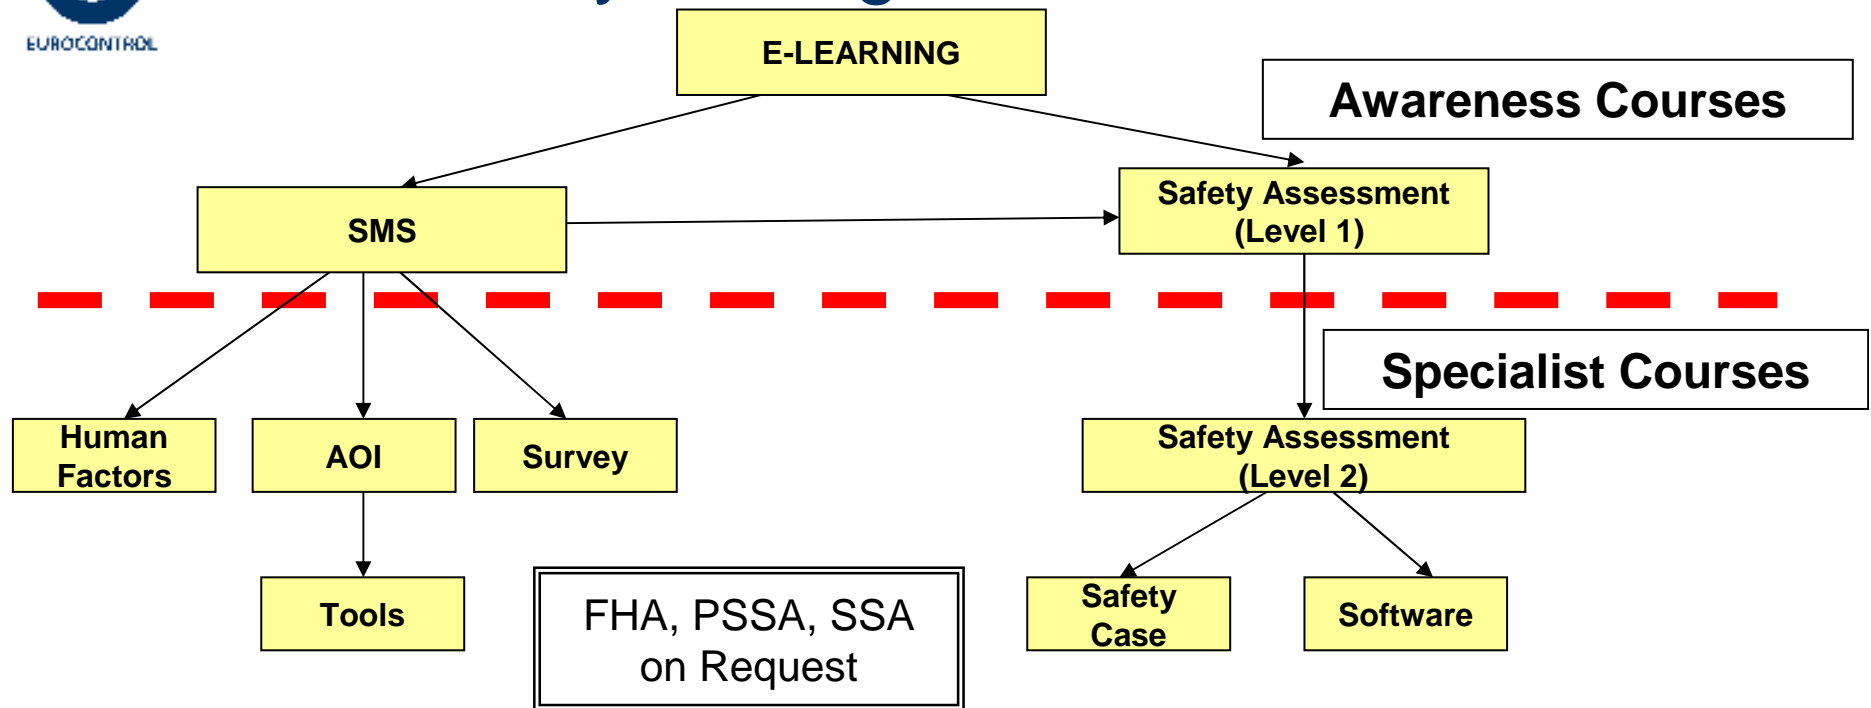 EUROCONTROL
E-LEARNING
Awareness Courses
SMS
Safety Assessment
(Level 1)
Specialist Courses
Human
Factors
AOI
Survey
Safety Assessment
(Level 2)
Tools
FHA, PSSA, SSA
on Request
Safety
Case
Software